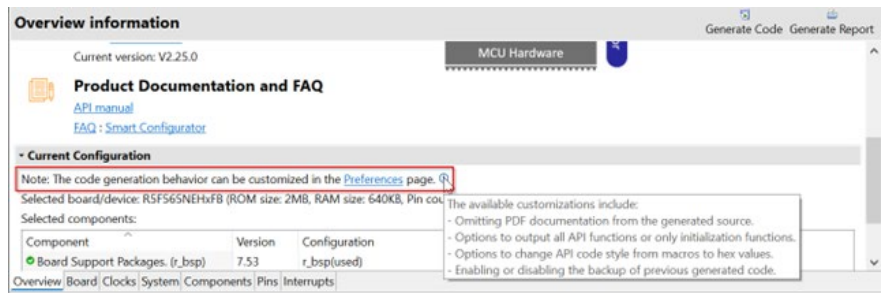 Overview information
Generate Code Generate Report
Current version: V2.25.0
MCU Hardware
Product Documentation and FAQ
API manual
FAQ : Smart Configurator
Current Configuration
Note: The code generation behavior can be customized in the Preferences page.
Selected board/device: R5F565NEHxFB (ROM size: 2MB, RAM size: 640KB, Pin
The available customizations include:
- Omitting PDF documentation from the generated source.
- Options to output all API functions or only initialization functions.
- Options to change API code style from macros to hex values.
- Enabling or disabling the backup of previous generated code.
Selected components:
Component Version Configuration
Board Support Packages. (r_bsp) 7.53 r_bsp(used)
Overview Board Clocks System Components Pins Interrupts